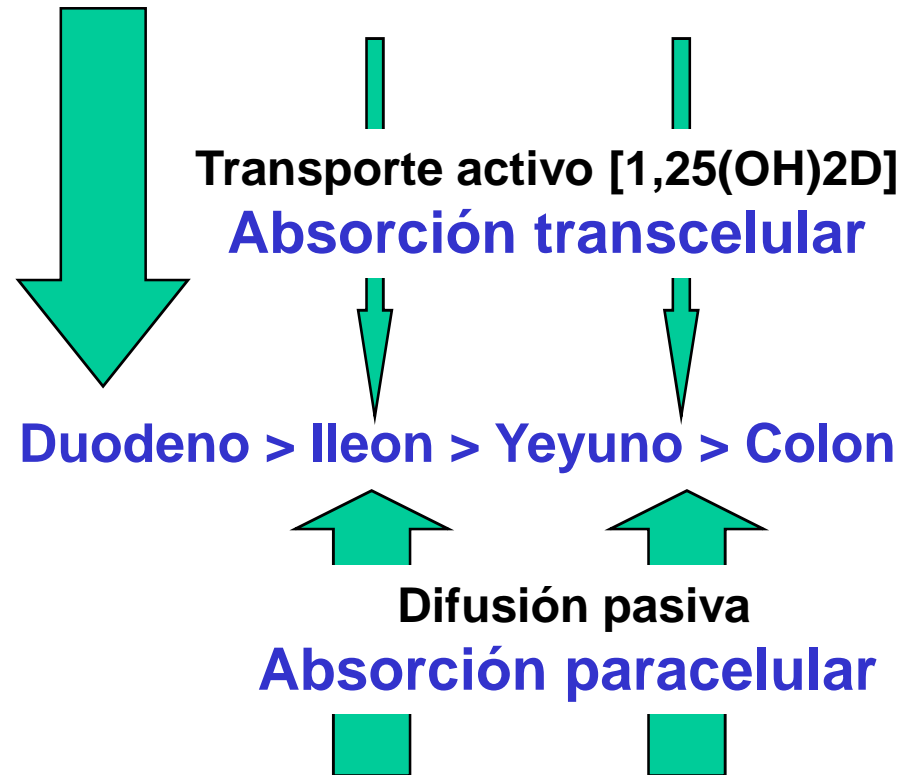 Transporte activo [1,25(OH)2D]
Absorción transcelular
Duodeno > Ileon > Yeyuno > Colon
Difusión pasiva
Absorción paracelular